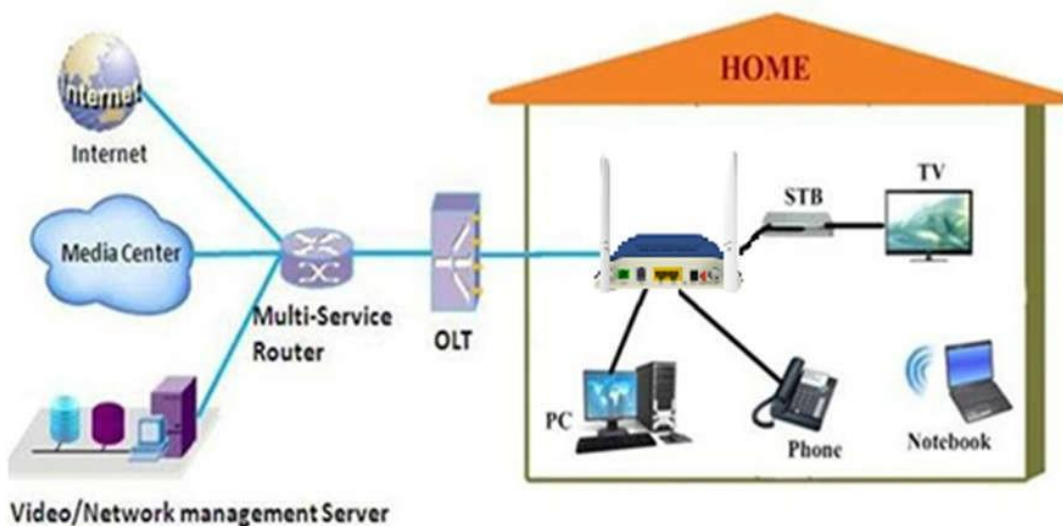 Internet
Internet
Media Center
Multi-Service
Router
OLT
Video/Network management Server
HOME
STB
TV
PC
Phone
Notebook